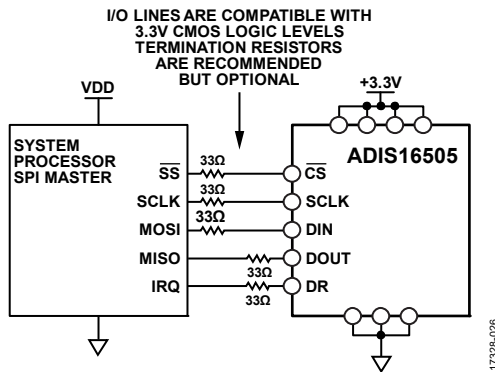 I/O LINES ARE COMPATIBLE WITH
3.3V CMOS LOGIC LEVELS
TERMINATION RESISTORS
ARE RECOMMENDED
BUT OPTIONAL
VDD
+3.3V
SYSTEM
PROCESSOR
SPI MASTER
ADIS16505
SS
33Ω
CS
SCLK
33Ω
SCLK
MOSI
33Ω
DIN
MISO
33Ω
DOUT
IRQ
33Ω
DR
17328-026